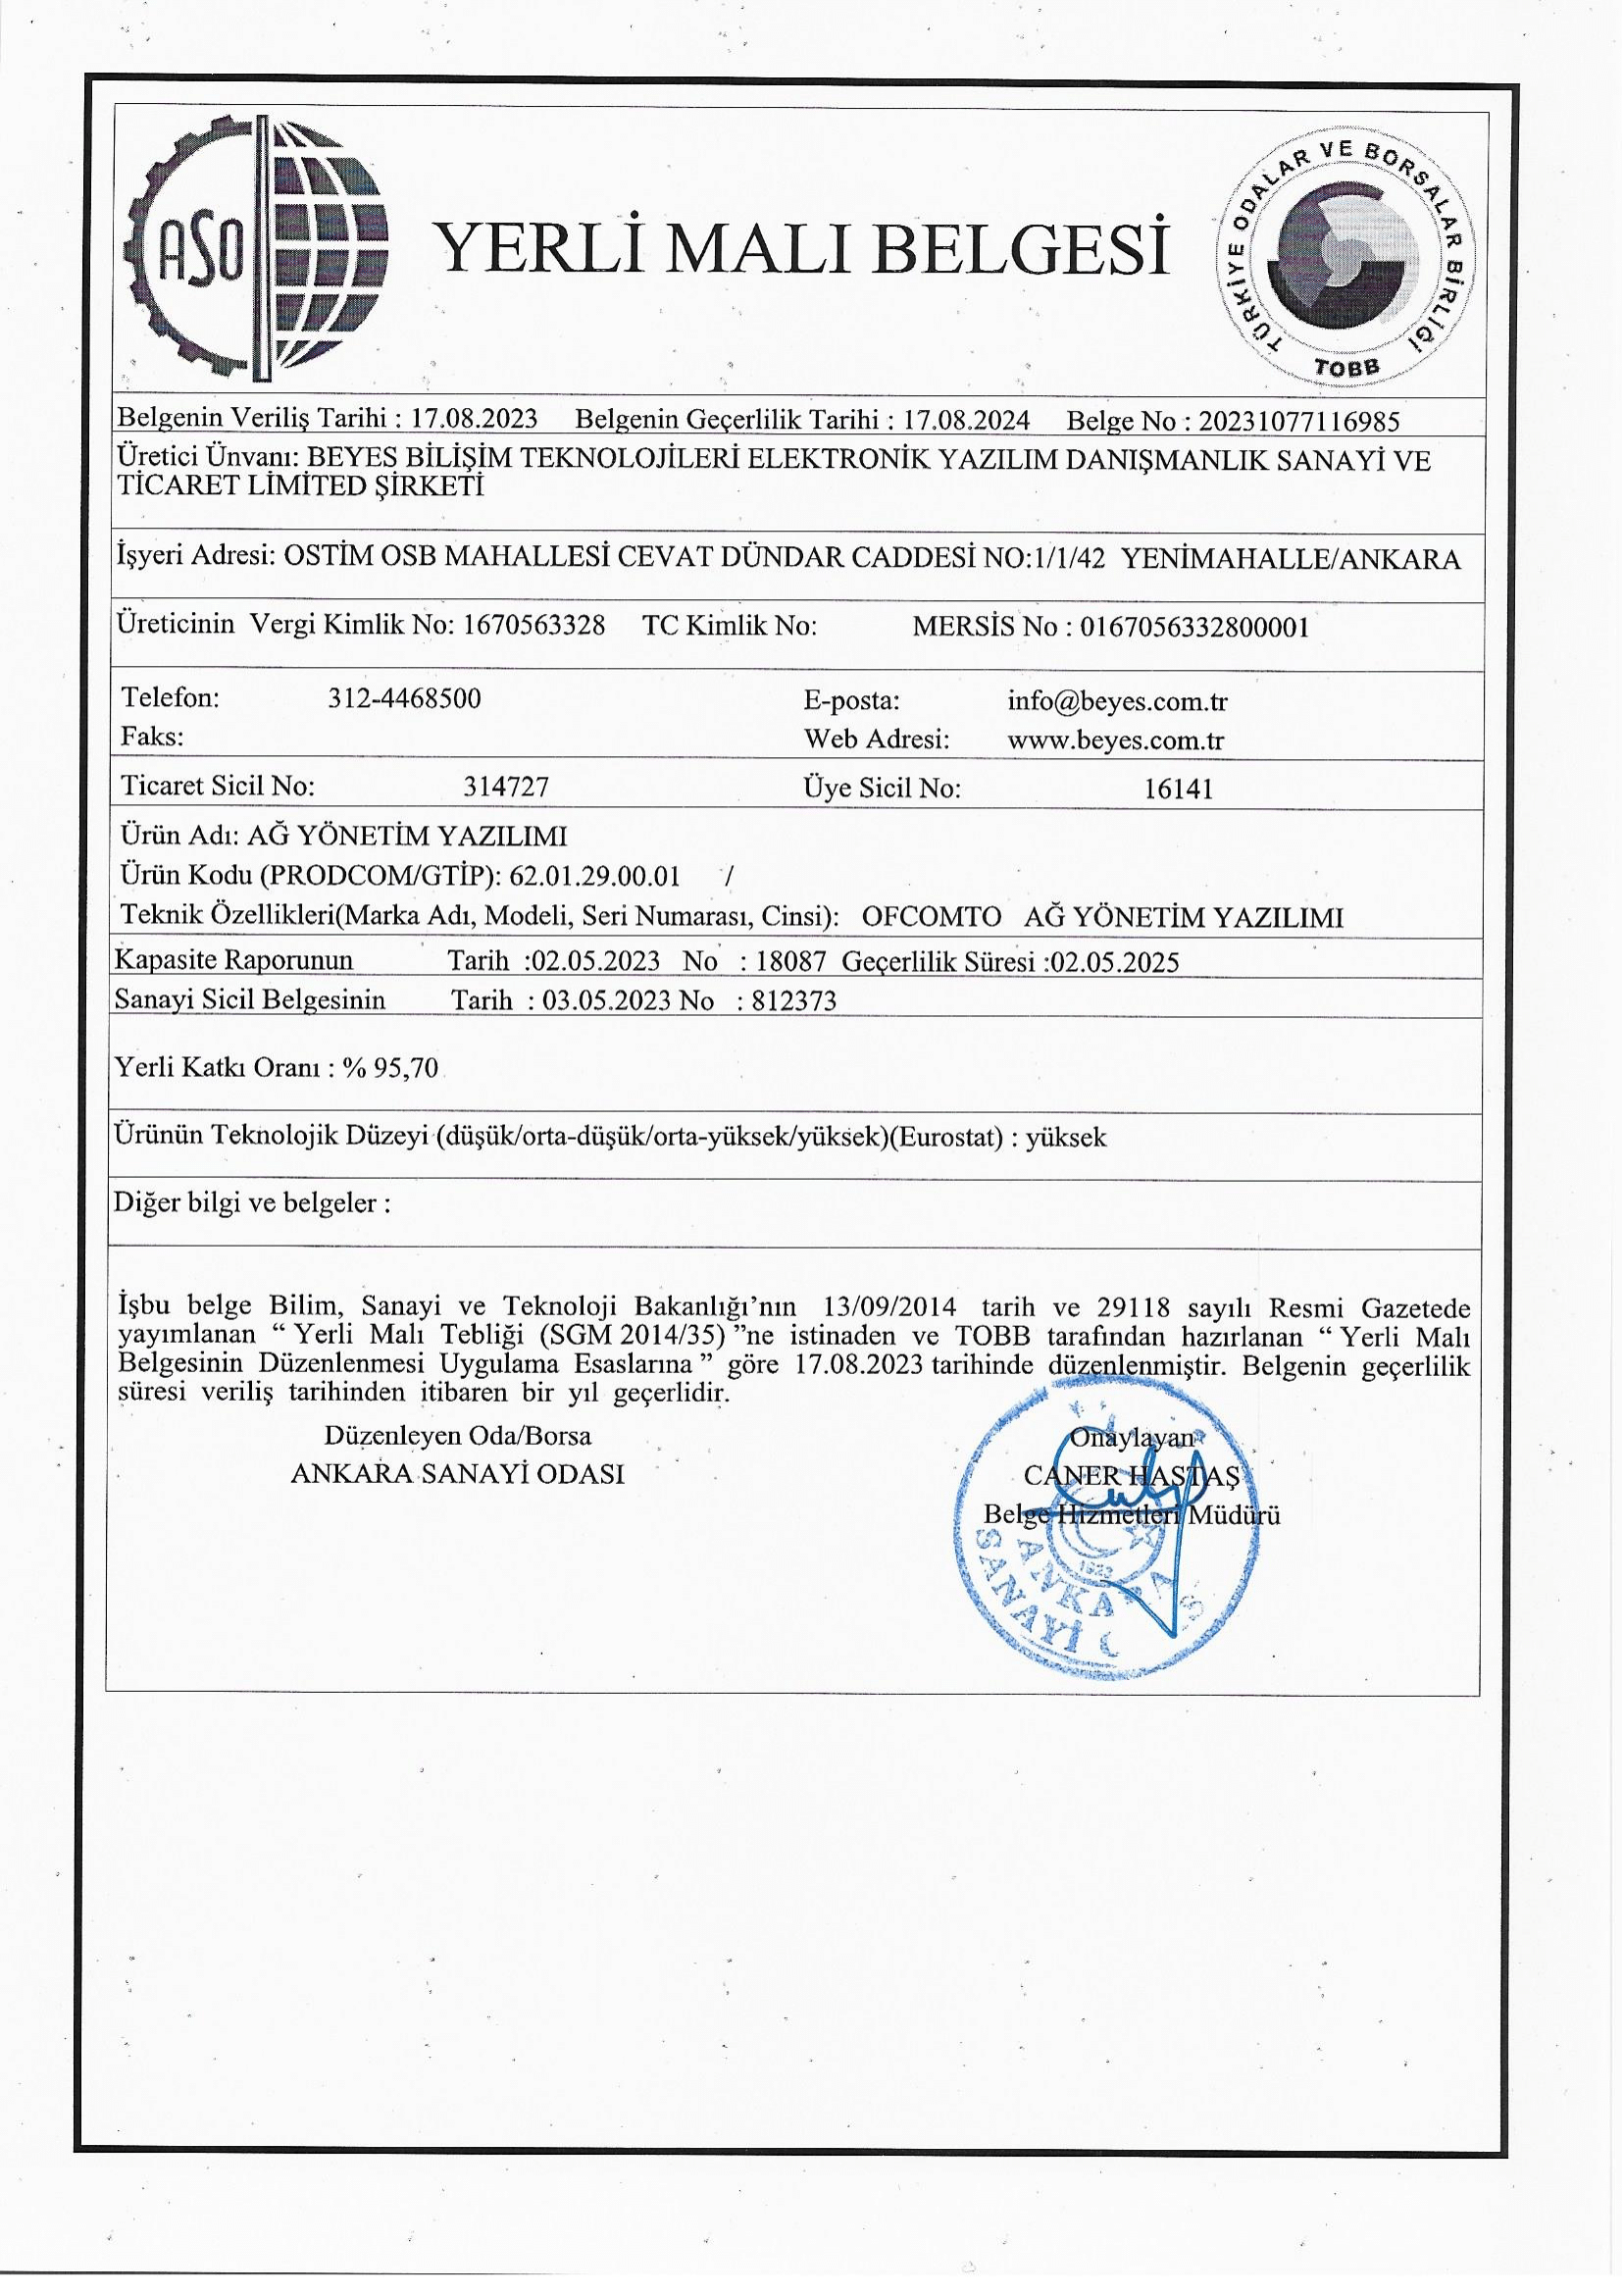 ASO
YERLİ MALI BELGESİ
TÜRKİYE ODALAR VE BORSALAR BİRLİĞİ
TOBB
Belgenin Veriliş Tarihi : 17.08.2023 Belgenin Geçerlilik Tarihi : 17.08.2024 Belge No : 20231077116985
Üretici Ünvanı: BEYES BİLİŞİM TEKNOLOJİLERİ ELEKTRONİK YAZILIM DANIŞMANLIK SANAYİ VE
TİCARET LİMİTED ŞİRKETİ
İşyeri Adresi: OSTİM OSB MAHALLESİ CEVAT DÜNDAR CADDESİ NO:1/1/42 YENİMAHALLE/ANKARA
Üreticinin Vergi Kimlik No: 1670563328 TC Kimlik No: MERSİS No : 0167056332800001
Telefon: 312-4468500 E-posta: info@beyes.com.tr
Faks: Web Adresi: www.beyes.com.tr
Ticaret Sicil No: 314727 Üye Sicil No: 16141
Ürün Adı: AĞ YÖNETİM YAZILIMI
Ürün Kodu (PRODCOM/GTİP): 62.01.29.00.01 /
Teknik Özellikleri(Marka Adı, Modeli, Seri Numarası, Cinsi): OFCOMTO AĞ YÖNETİM YAZILIMI
Kapasite Raporunun Tarih :02.05.2023 No : 18087 Geçerlilik Süresi :02.05.2025
Sanayi Sicil Belgesinin Tarih : 03.05.2023 No : 812373
Yerli Katkı Oranı : % 95,70
Ürünün Teknolojik Düzeyi (düşük/orta-düşük/orta-yüksek/yüksek)(Eurostat) : yüksek
Diğer bilgi ve belgeler :
İşbu belge Bilim, Sanayi ve Teknoloji Bakanlığı’nın 13/09/2014 tarih ve 29118 sayılı Resmi Gazetede
yayımlanan “ Yerli Malı Tebliği (SGM 2014/35) ”ne istinaden ve TOBB tarafından hazırlanan “ Yerli Malı
Belgesinin Düzenlenmesi Uygulama Esaslarına ” göre 17.08.2023 tarihinde düzenlenmiştir. Belgenin geçerlilik
süresi veriliş tarihinden itibaren bir yıl geçerlidir.
Düzenleyen Oda/Borsa
ANKARA SANAYİ ODASI
Onaylayan
CANER HASTAŞ
Belge Hizmetleri Müdürü
ANKARA
SANAYİ